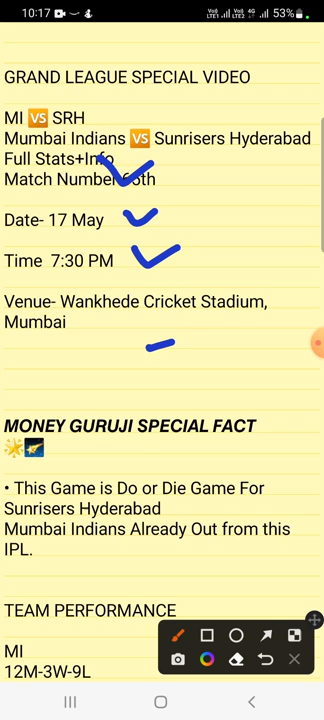 10:17
53%
GRAND LEAGUE SPECIAL VIDEO
MI 🆚 SRH
Mumbai Indians 🆚 Sunrisers Hyderabad
Full Stats+Info
Match Number 65th
Date- 17 May
Time  7:30 PM
Venue- Wankhede Cricket Stadium,
Mumbai
MONEY GURUJI SPECIAL FACT
🌟🌠
• This Game is Do or Die Game For
Sunrisers Hyderabad
Mumbai Indians Already Out from this
IPL.
TEAM PERFORMANCE
MI
12M-3W-9L